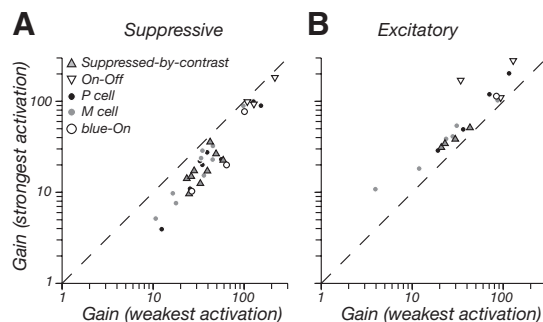 A
Suppressive
B
Excitatory
Suppressed-by-contrast
On-Off
P cell
M cell
blue-On
Gain (strongest activation)
100
10
1
1 10 100
1 10 100
Gain (weakest activation)
Gain (weakest activation)